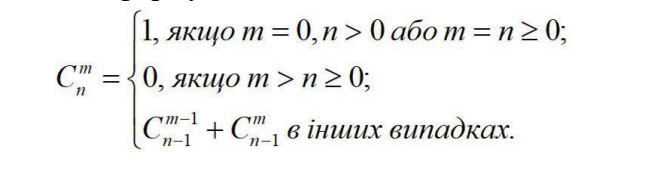 1, якщо m = 0, n > 0 або m = n ≥ 0;
C_n^m = { 0, якщо m > n ≥ 0;
C_{n-1}^{m-1} + C_{n-1}^m в інших випадках.